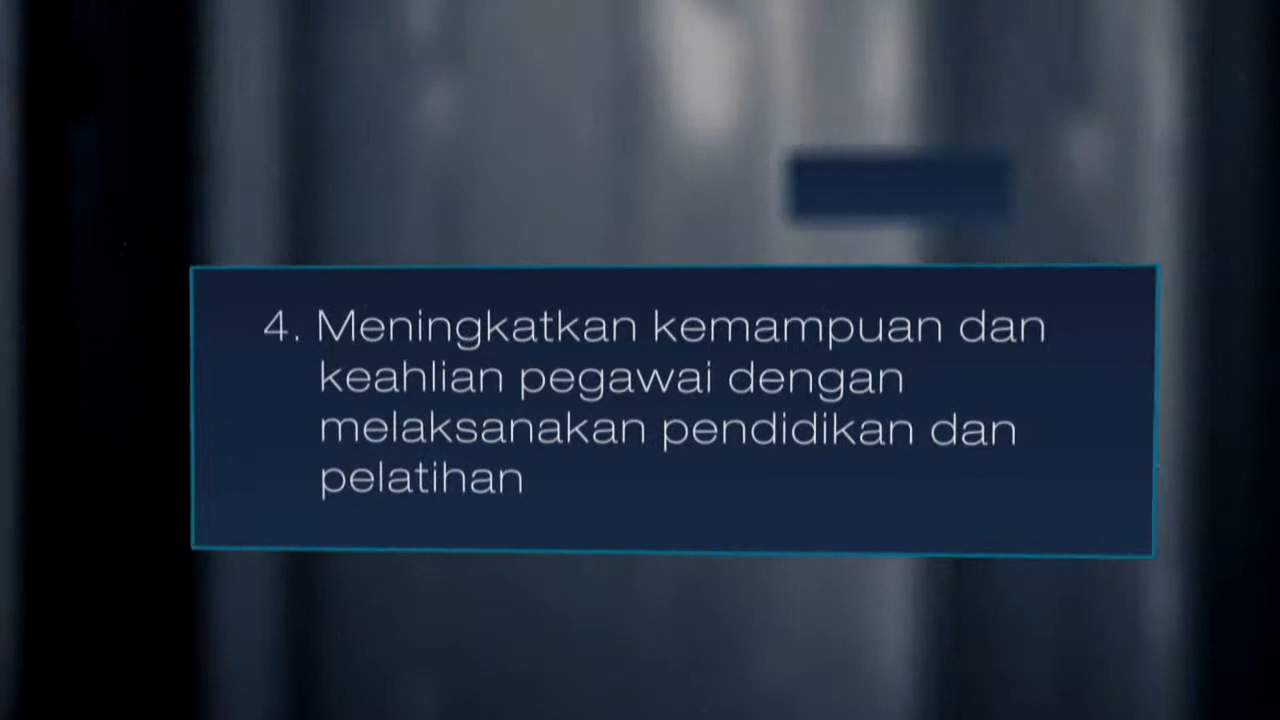 4. Meningkatkan kemampuan dan
keahlian pegawai dengan
melaksanakan pendidikan dan
pelatihan